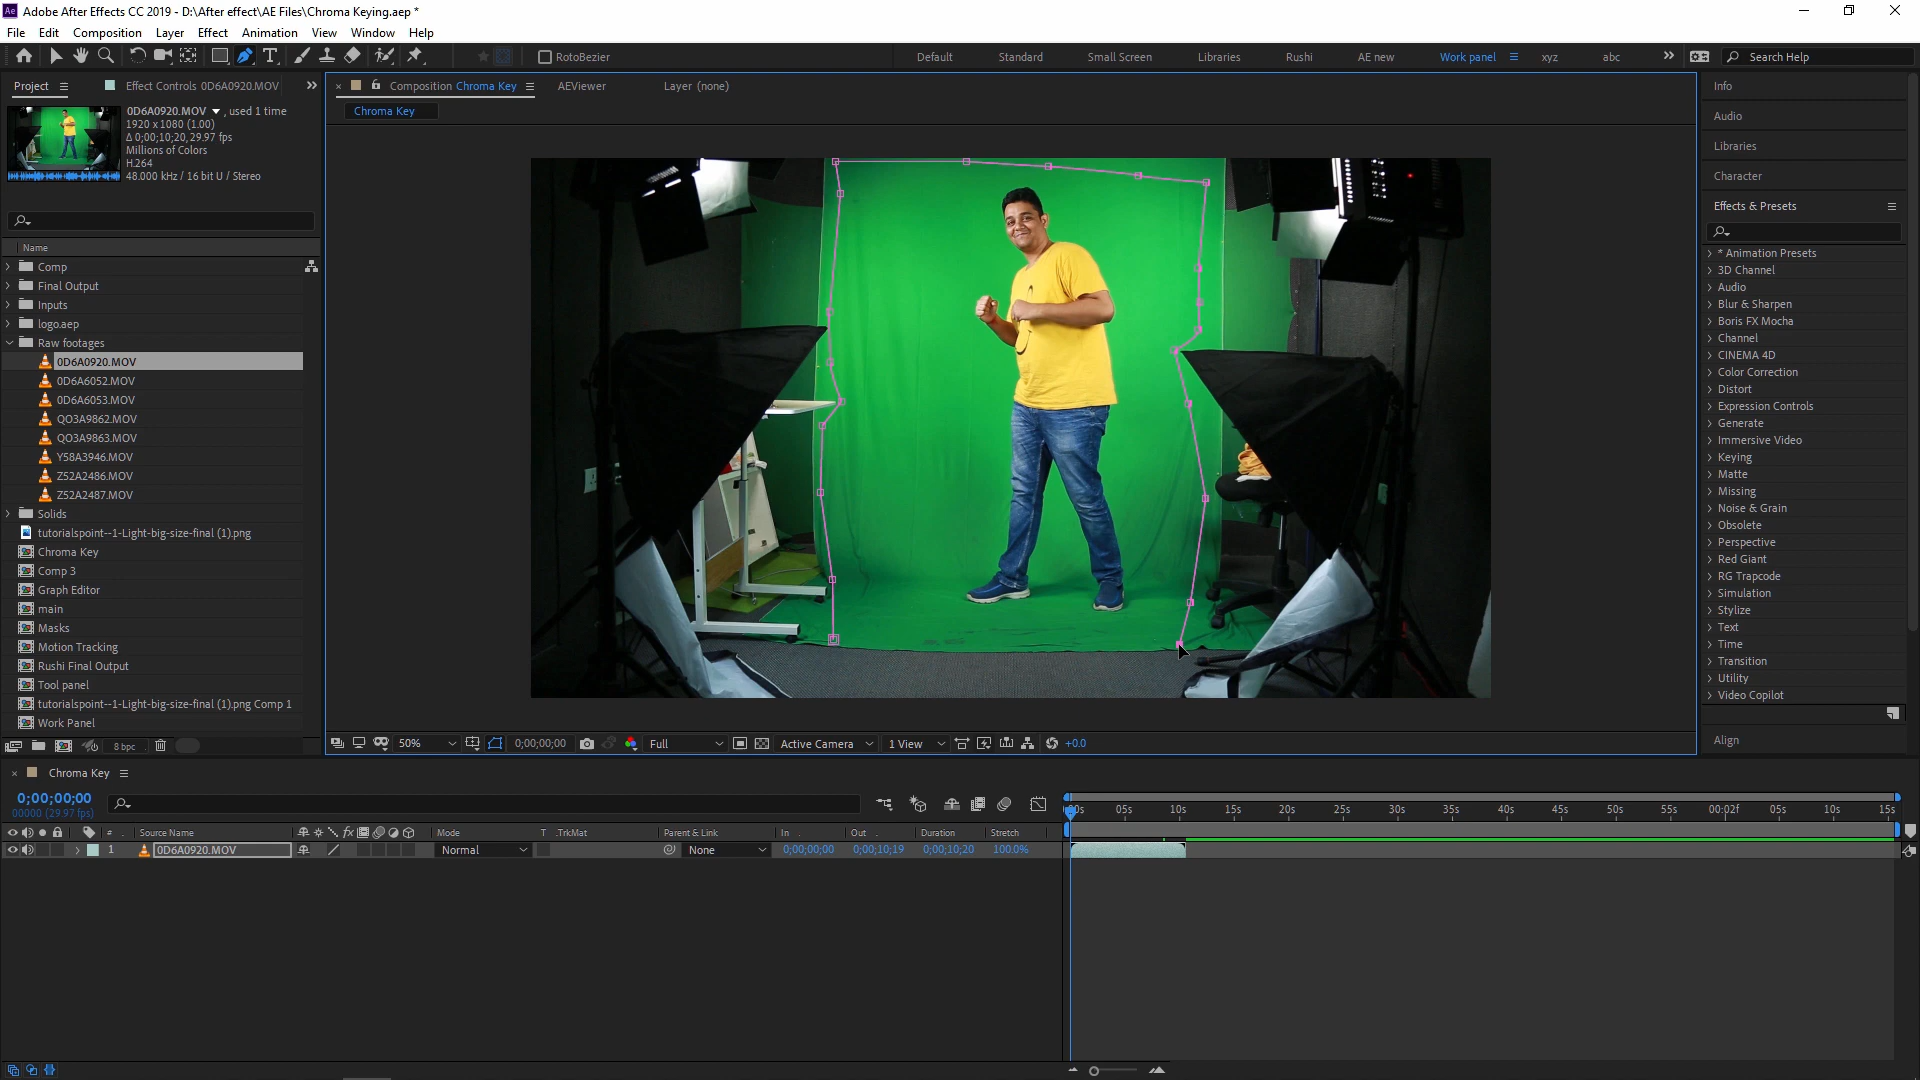 Adobe After Effects CC 2019 - D:\After effect\AE Files\Chroma Keying.aep *
File Edit Composition Layer Effect Animation View Window Help
RotoBezier
Default Standard Small Screen Libraries Rushi AE new Work panel xyz abc Search Help
Project Effect Controls 0D6A0920.MOV
0D6A0920.MOV , used 1 time
1920 x 1080 (1.00)
Δ 0;00;10;20, 29.97 fps
Millions of Colors
H.264
48.000 kHz / 16 bit U / Stereo
Name
Comp
Final Output
Inputs
logo.aep
Raw footages
0D6A0920.MOV
0D6A6052.MOV
0D6A6053.MOV
QO3A9862.MOV
QO3A9863.MOV
Y58A3946.MOV
Z52A2486.MOV
Z52A2487.MOV
Solids
tutorialspoint--1-Light-big-size-final (1).png
Chroma Key
Comp 3
Graph Editor
main
Masks
Motion Tracking
Rushi Final Output
Tool panel
tutorialspoint--1-Light-big-size-final (1).png Comp 1
Work Panel
8 bpc
Composition Chroma Key AEViewer Layer (none)
Chroma Key
50% 0;00;00;00 Full Active Camera 1 View +0.0
Info
Audio
Libraries
Character
Effects & Presets
* Animation Presets
3D Channel
Audio
Blur & Sharpen
Boris FX Mocha
Channel
CINEMA 4D
Color Correction
Distort
Expression Controls
Generate
Immersive Video
Keying
Matte
Missing
Noise & Grain
Obsolete
Perspective
Red Giant
RG Trapcode
Simulation
Stylize
Text
Time
Transition
Utility
Video Copilot
Align
Chroma Key
0;00;00;00
00000 (29.97 fps)
05s 10s 15s 20s 25s 30s 35s 40s 45s 50s 55s 00:02f 05s 10s 15s
# Source Name Mode T .TrkMat Parent & Link In Out Duration Stretch
1 0D6A0920.MOV Normal None 0;00;00;00 0;00;10;19 0;00;10;20 100.0%